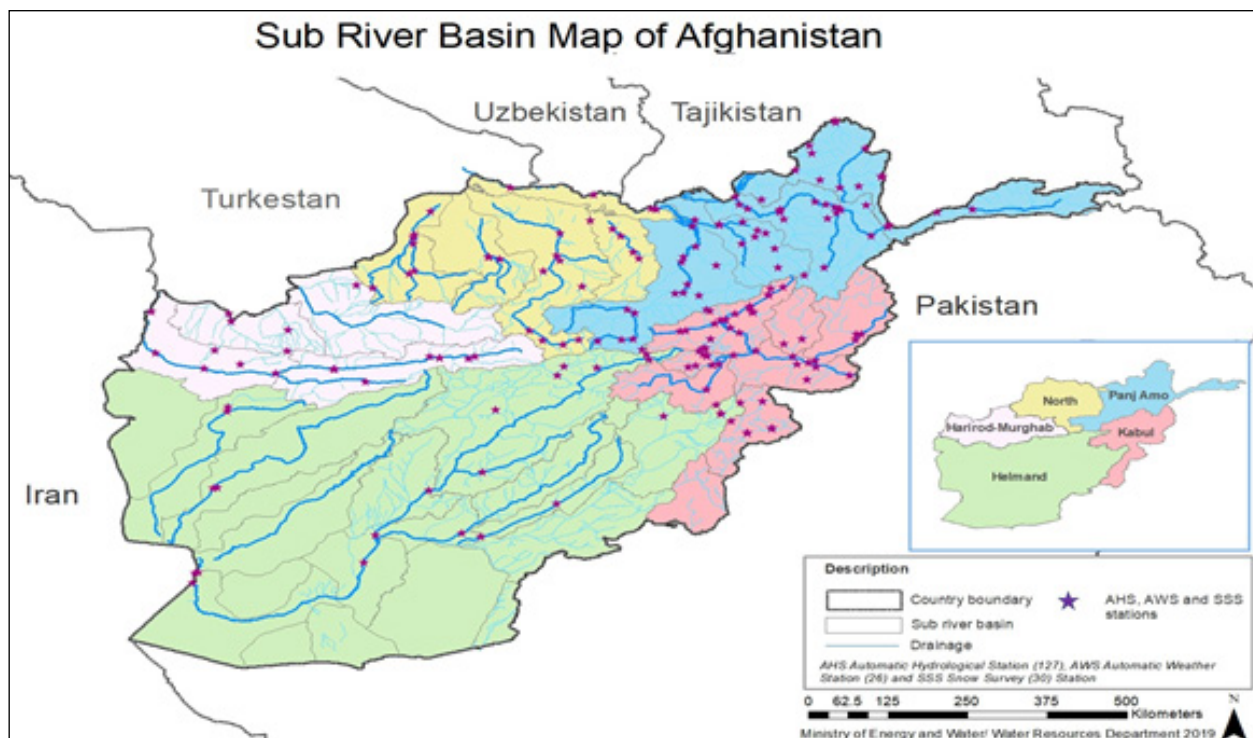 Sub River Basin Map of Afghanistan
Uzbekistan
Tajikistan
Turkestan
Pakistan
Iran
North
Panj Amo
Harirod-Murghab
Kabul
Helmand
Description
Country boundary
AHS, AWS and SSS
stations
Sub river basin
Drainage
AHS Automatic Hydrological Station (127), AWS Automatic Weather
Station (26) and SSS Snow Survey (30) Station
0 62.5 125 250 375 500
Kilometers
N
Ministry of Energy and Water/ Water Resources Department 2019